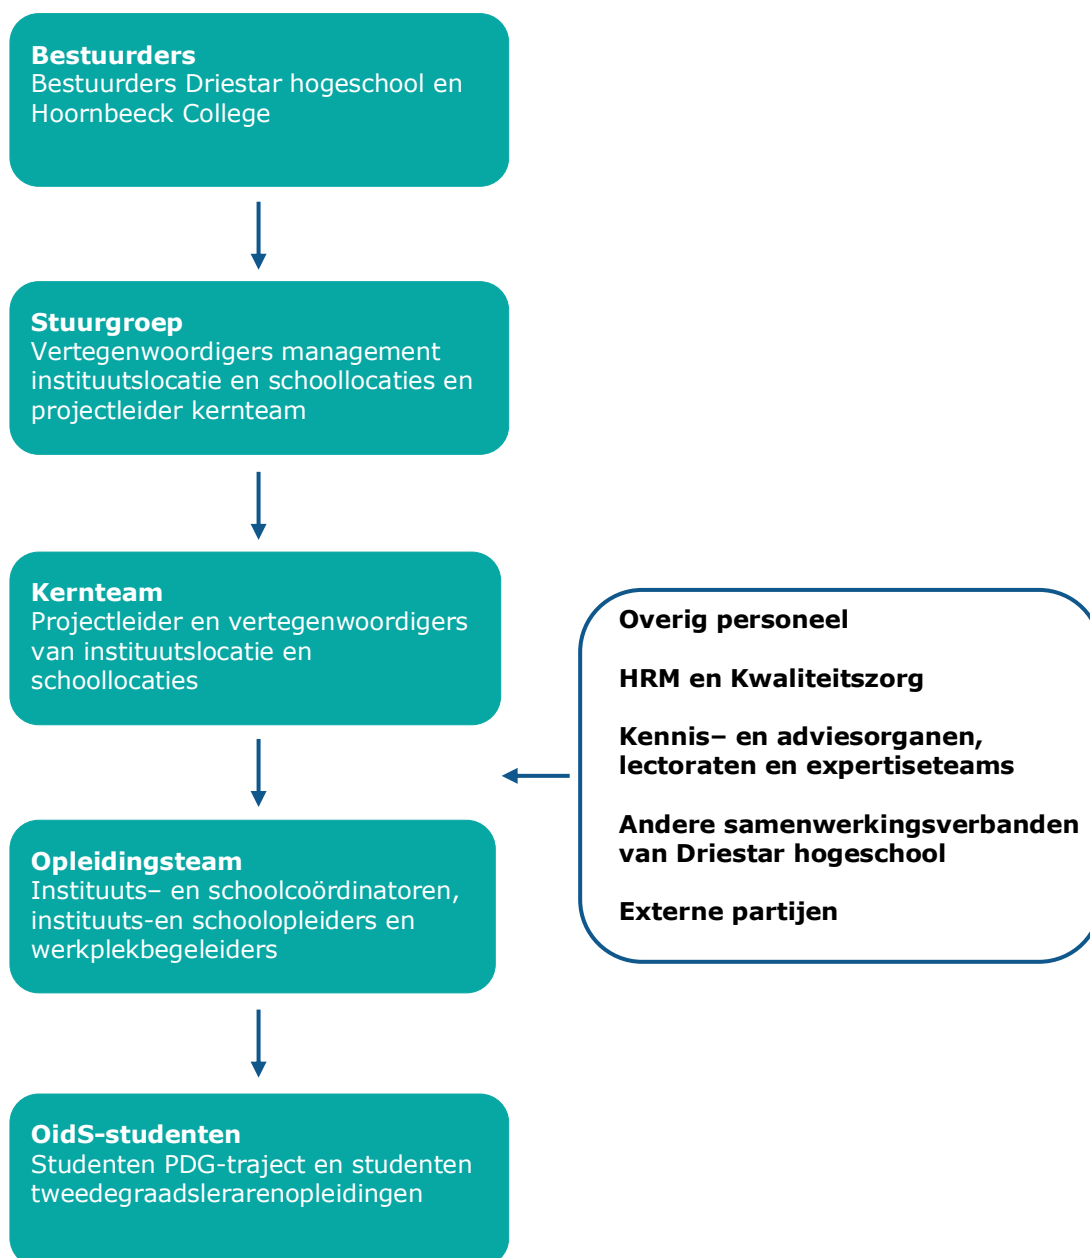 Bestuurders
Bestuurders Driestar hogeschool en
Hoornbeeck College
Stuurgroep
Vertegenwoordigers management
instituutslocatie en schoollocaties en
projectleider kernteam
Kernteam
Projectleider en vertegenwoordigers
van instituutslocatie en
schoollocaties
Overig personeel
HRM en Kwaliteitszorg
Kennis– en adviesorganen,
lectoraten en expertiseteams
Andere samenwerkingsverbanden
van Driestar hogeschool
Externe partijen
Opleidingsteam
Instituuts– en schoolcoördinatoren,
instituuts-en schoolopleiders en
werkplekbegeleiders
OidS-studenten
Studenten PDG-traject en studenten
tweedegraadslerarenopleidingen